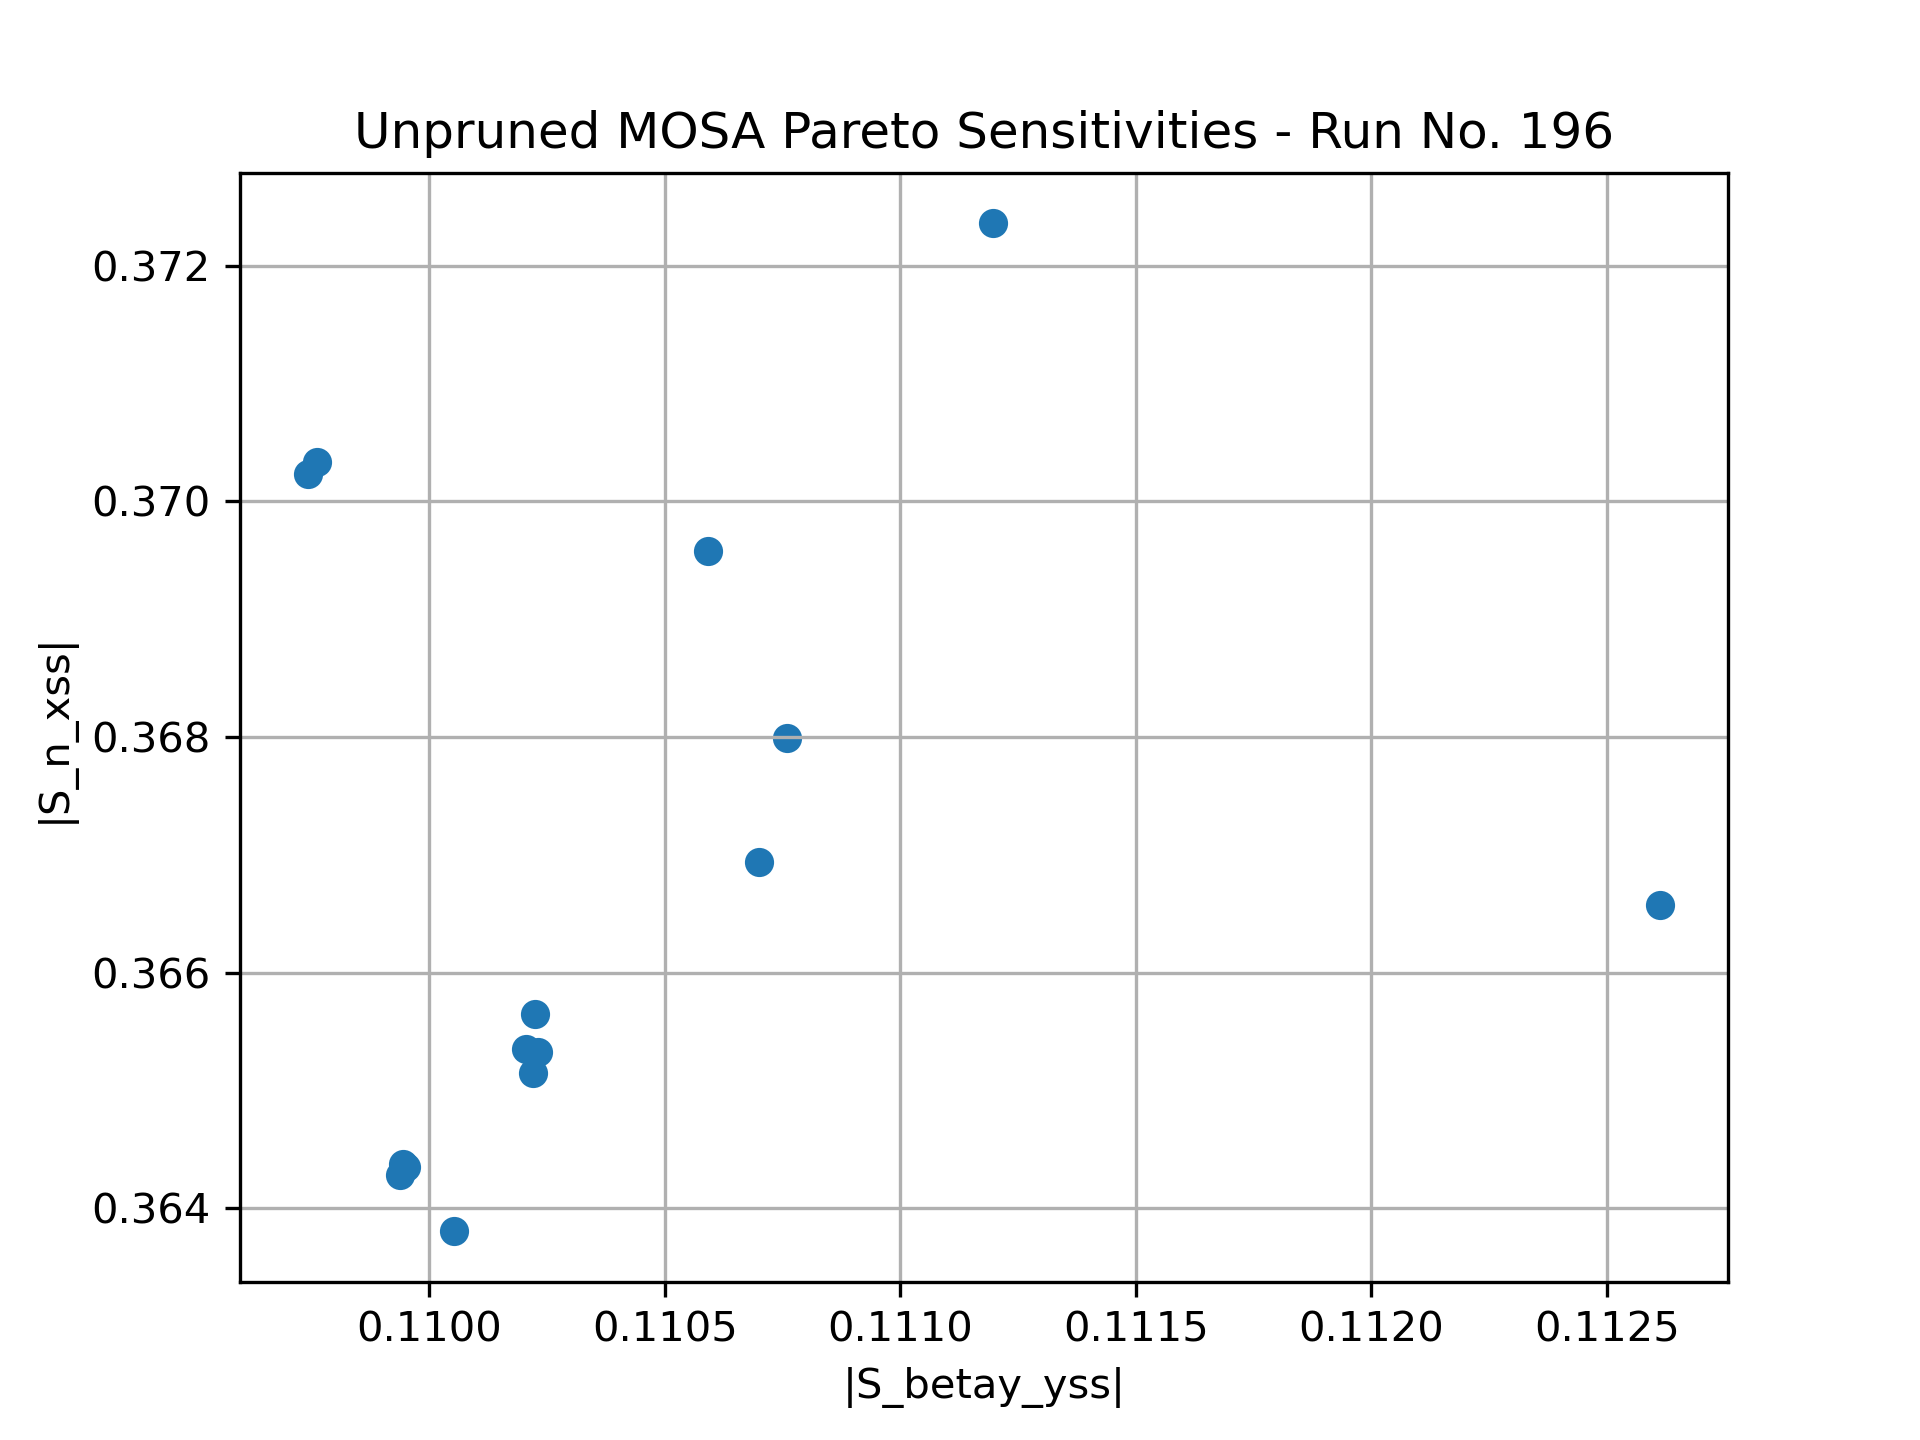 Unpruned MOSA Pareto Sensitivities - Run No. 196
0.372
0.370
0.368
0.366
0.364
|S_n_xss|
0.1100 0.1105 0.1110 0.1115 0.1120 0.1125
|S_betay_yss|